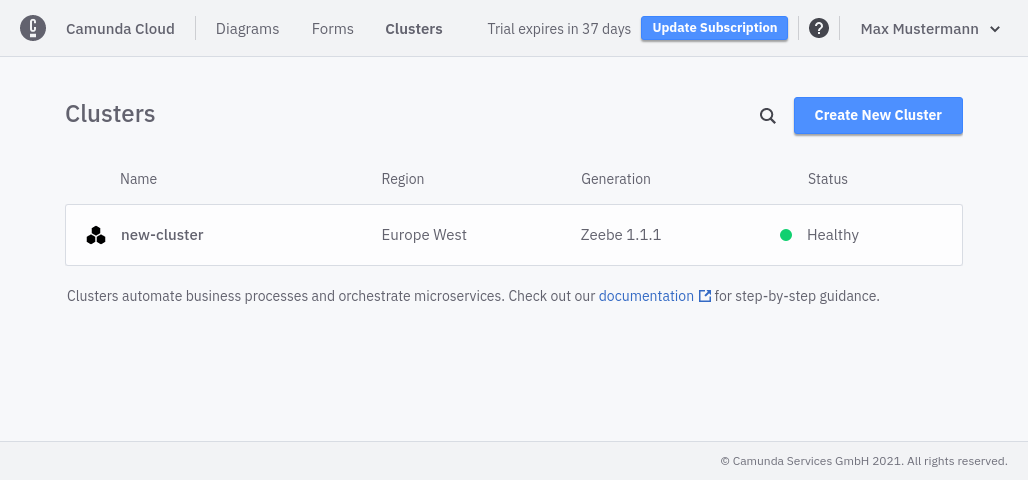 Camunda Cloud Diagrams Forms Clusters Trial expires in 37 days Update Subscription ? Max Mustermann
Clusters Create New Cluster
Name Region Generation Status
new-cluster Europe West Zeebe 1.1.1 Healthy
Clusters automate business processes and orchestrate microservices. Check out our documentation for step-by-step guidance.
© Camunda Services GmbH 2021. All rights reserved.